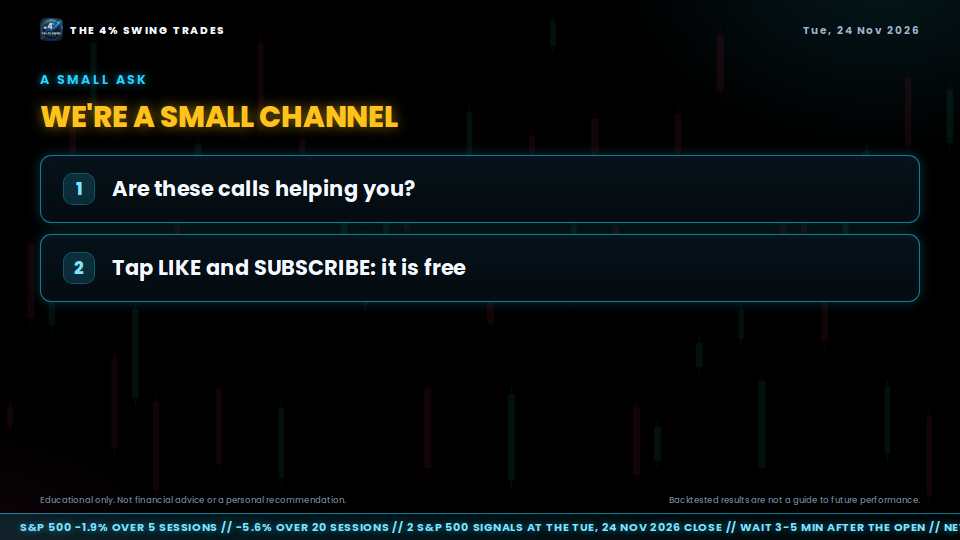 THE 4% SWING TRADES
Tue, 24 Nov 2026
A SMALL ASK
WE'RE A SMALL CHANNEL
1 Are these calls helping you?
2 Tap LIKE and SUBSCRIBE: it is free
Educational only. Not financial advice or a personal recommendation.
Backtested results are not a guide to future performance.
S&P 500 -1.9% OVER 5 SESSIONS // -5.6% OVER 20 SESSIONS // 2 S&P 500 SIGNALS AT THE TUE, 24 NOV 2026 CLOSE // WAIT 3-5 MIN AFTER THE OPEN //